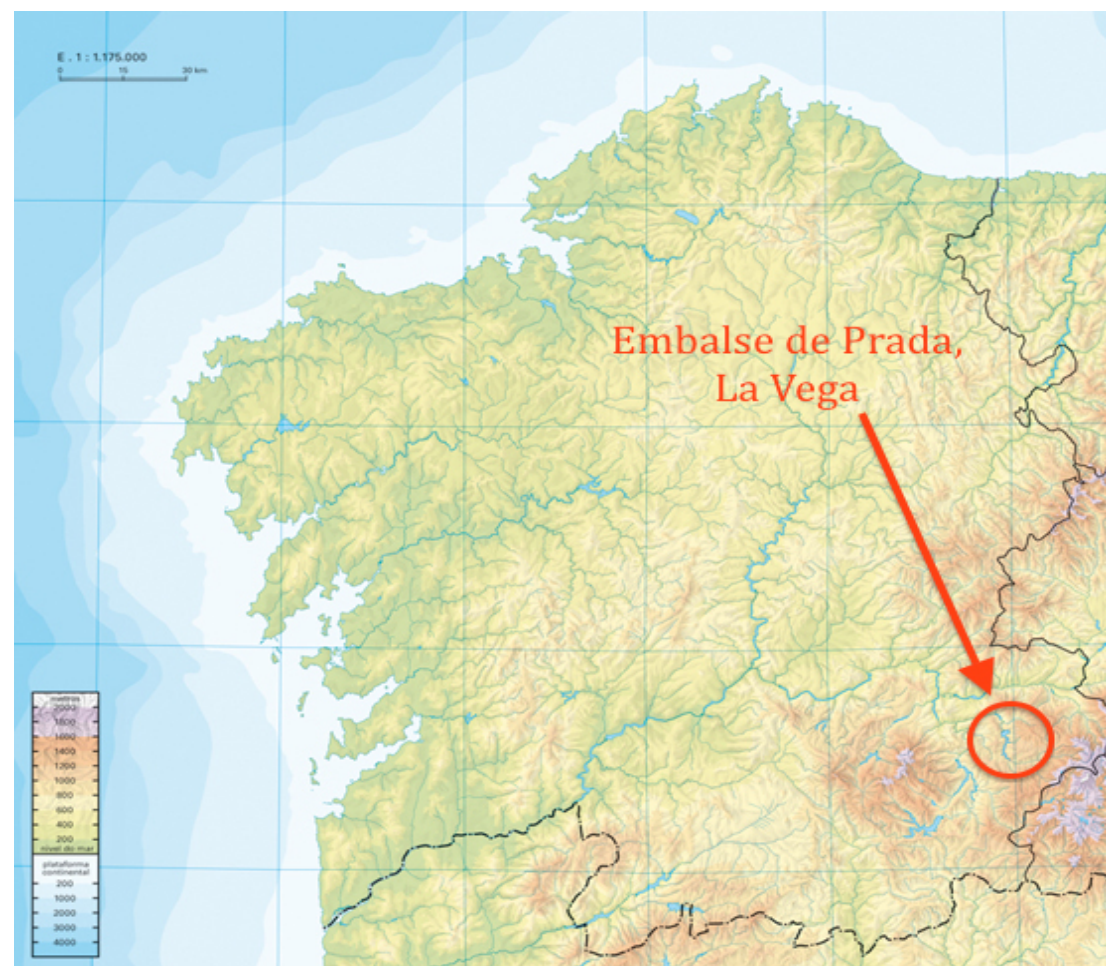 E . 1 : 1.175.000
0 15 30 km
Embalse de Prada,
La Vega
metros
2000
1800
1600
1400
1200
1000
800
600
400
200
nivel do mar
plataforma
continental
200
1000
2000
3000
4000